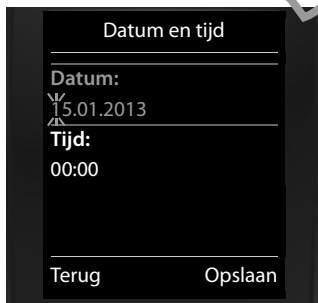 Datum en tijd
Datum:
15.01.2013
Tijd:
00:00
Terug Opslaan